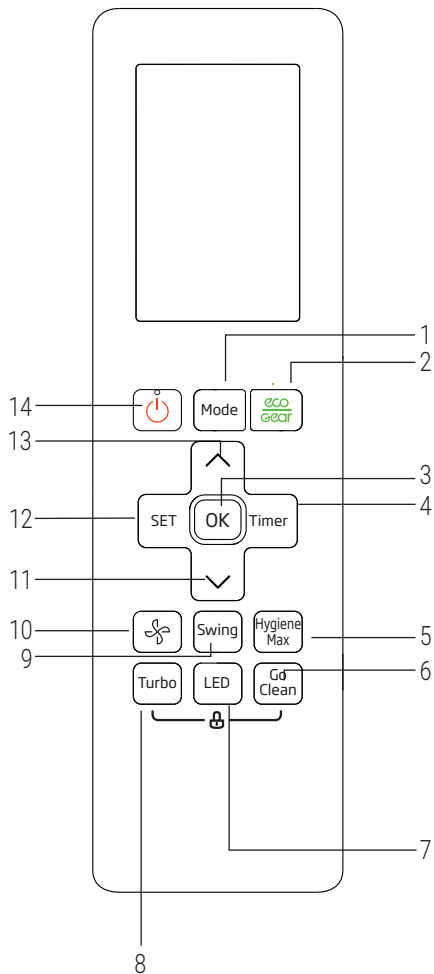 1
2
14
Mode
eco
gear
13
3
SET
OK
Timer
12
4
11
10
Swing
Hygiene
Max
5
9
6
Turbo
LED
Go
Clean
7
8